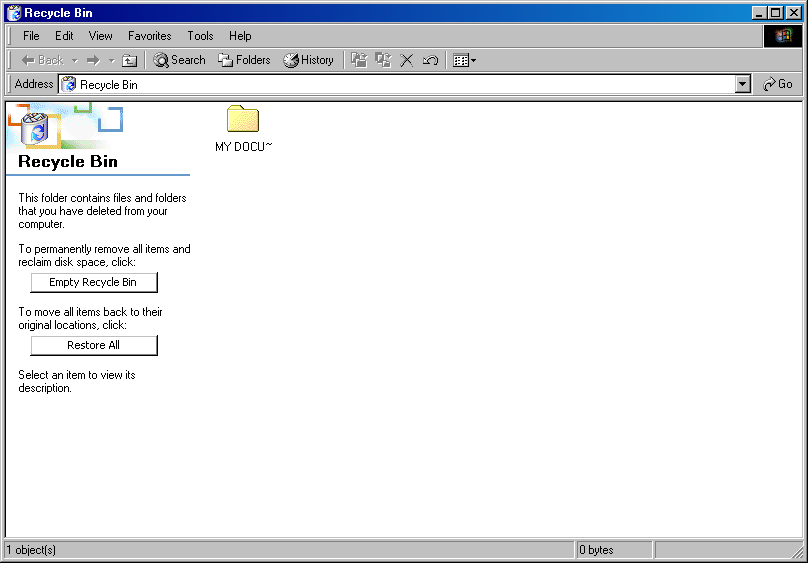 Recycle Bin
File Edit View Favorites Tools Help
Back Search Folders History
Address Recycle Bin Go
MY DOCU~
Recycle Bin
This folder contains files and folders
that you have deleted from your
computer.
To permanently remove all items and
reclaim disk space, click:
Empty Recycle Bin
To move all items back to their
original locations, click:
Restore All
Select an item to view its
description.
1 object(s) 0 bytes